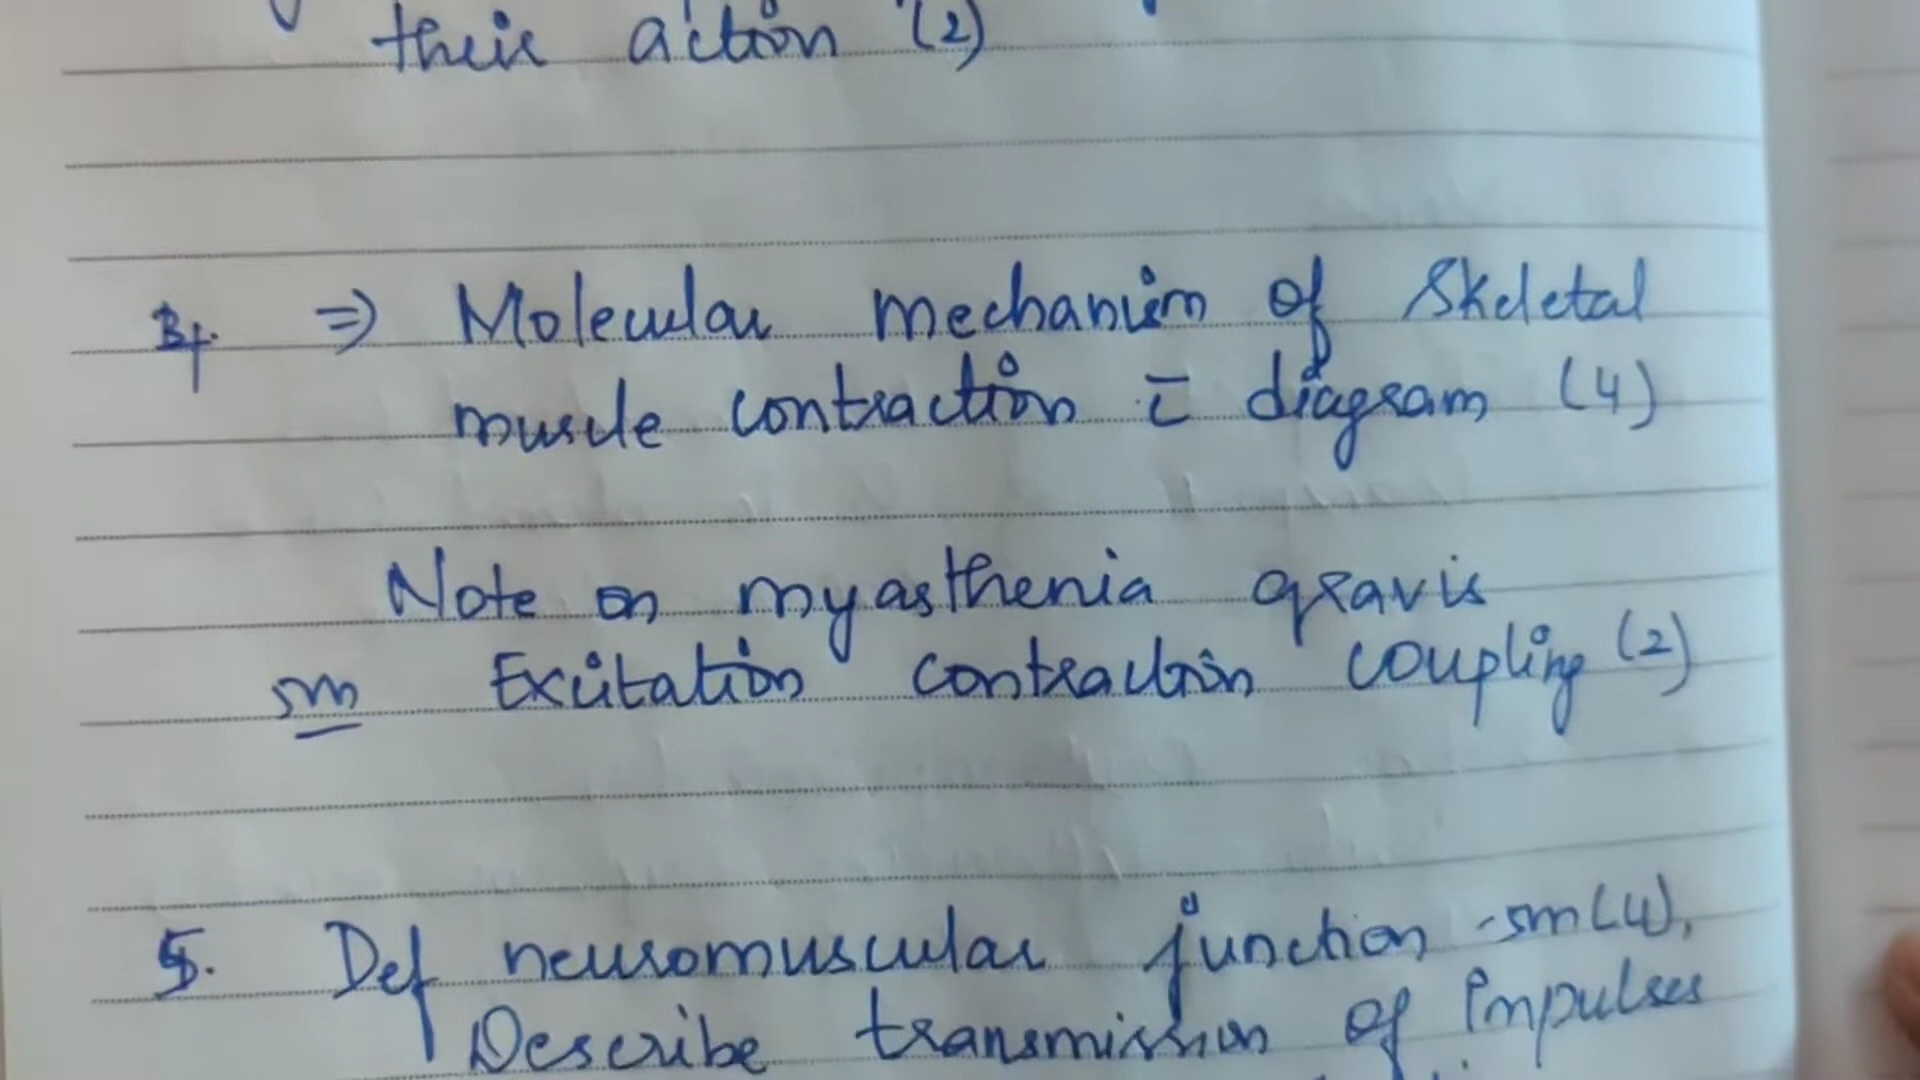 their action (2)
4. ⇒ Molecular mechanism of Skeletal
muscle contraction c̄ diagram (4)
Note on myasthenia gravis
sm Excitation contraction coupling (2)
5. Def neuromuscular junction - sm (4),
Describe transmission of impulses